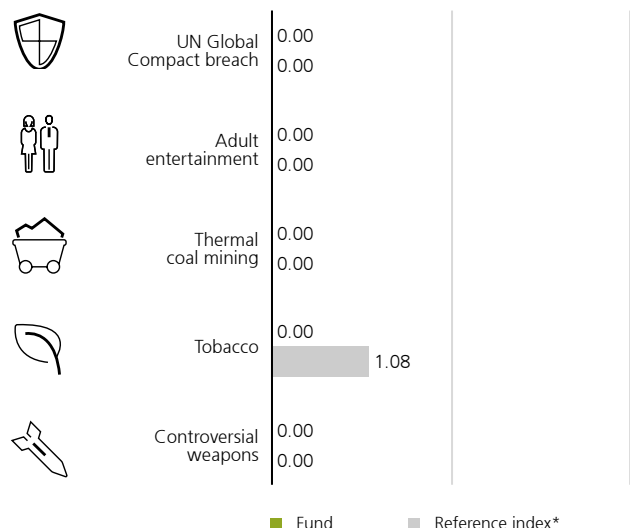 UN Global
Compact breach
0.00
0.00
Adult
entertainment
0.00
0.00
Thermal
coal mining
0.00
0.00
Tobacco
0.00
1.08
Controversial
weapons
0.00
0.00
Fund
Reference index*